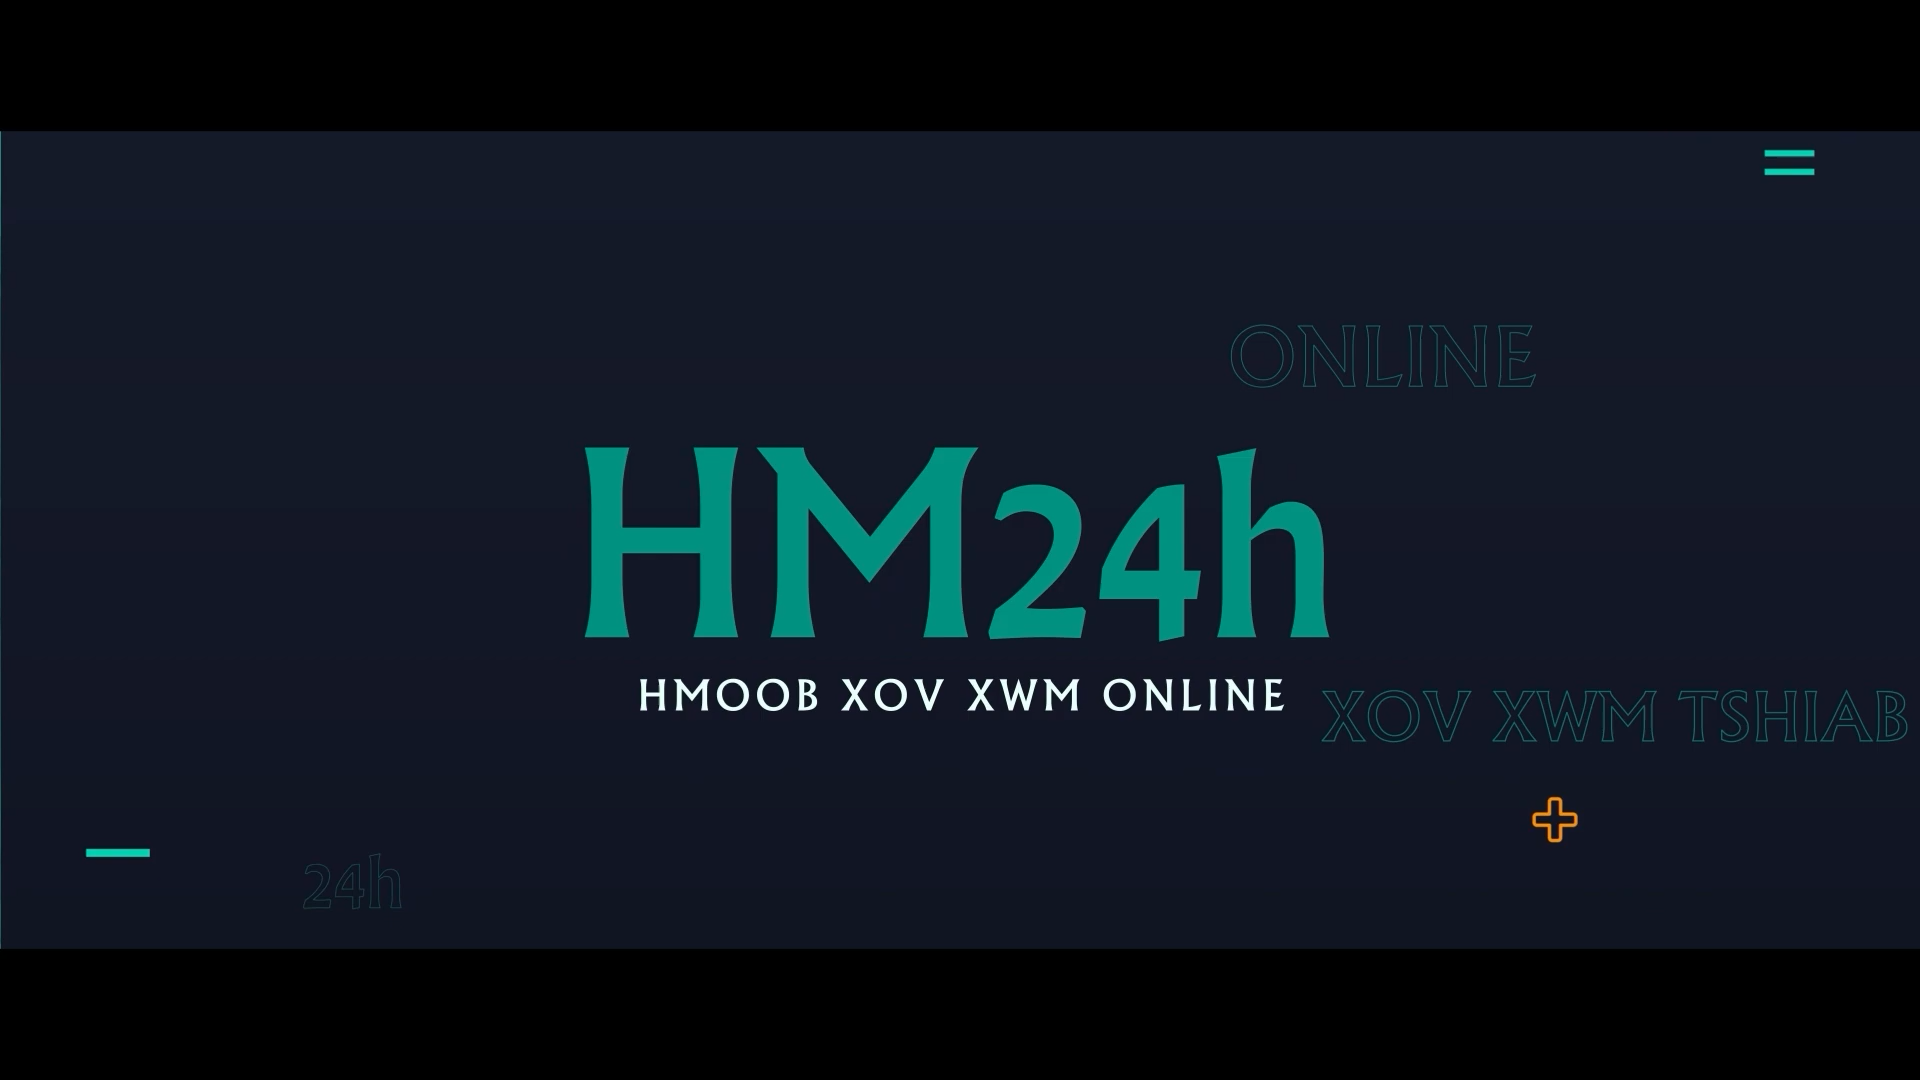 ONLINE
HM24h
HMOOB XOV XWM ONLINE
XOV XWM TSHIAB
24h